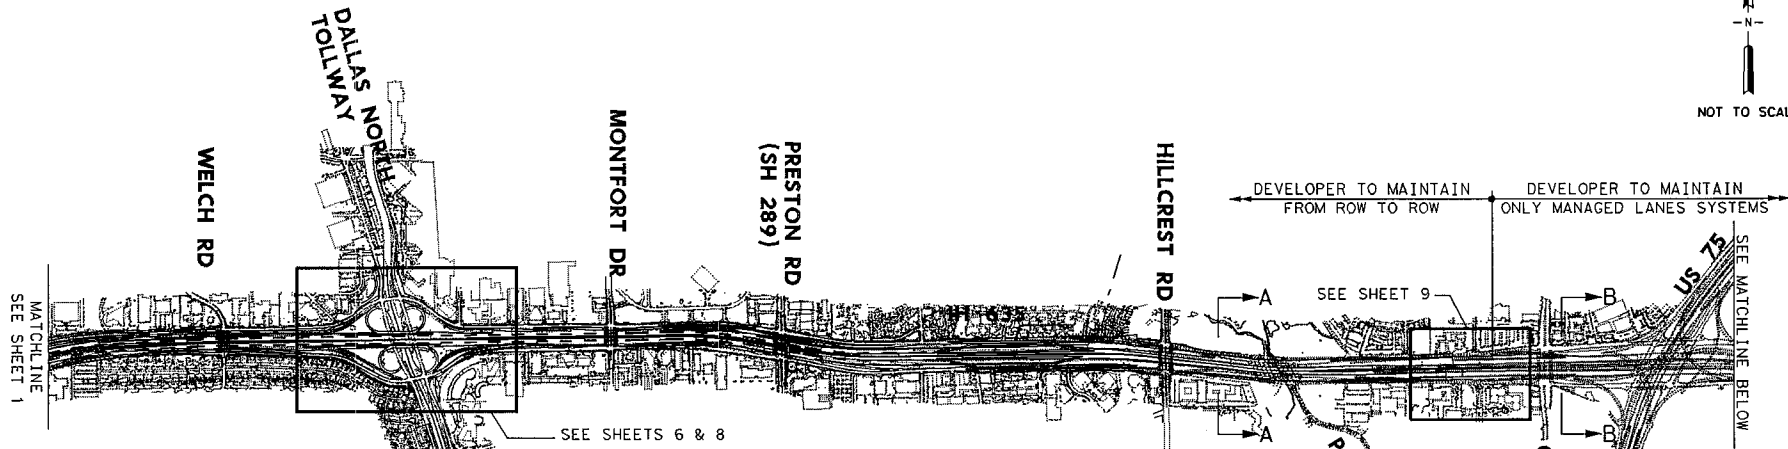 -N-
NOT TO SCAL
DALLAS NORTH
TOLLWAY
WELCH RD
MONTFORT DR
PRESTON RD
(SH 289)
HILLCREST RD
DEVELOPER TO MAINTAIN
FROM ROW TO ROW
DEVELOPER TO MAINTAIN
ONLY MANAGED LANES SYSTEMS
US 75
SEE MATCHLINE BELOW
MATCHLINE
SEE SHEET 1
A
SEE SHEET 9
B
IH 635
SEE SHEETS 6 & 8
A
B